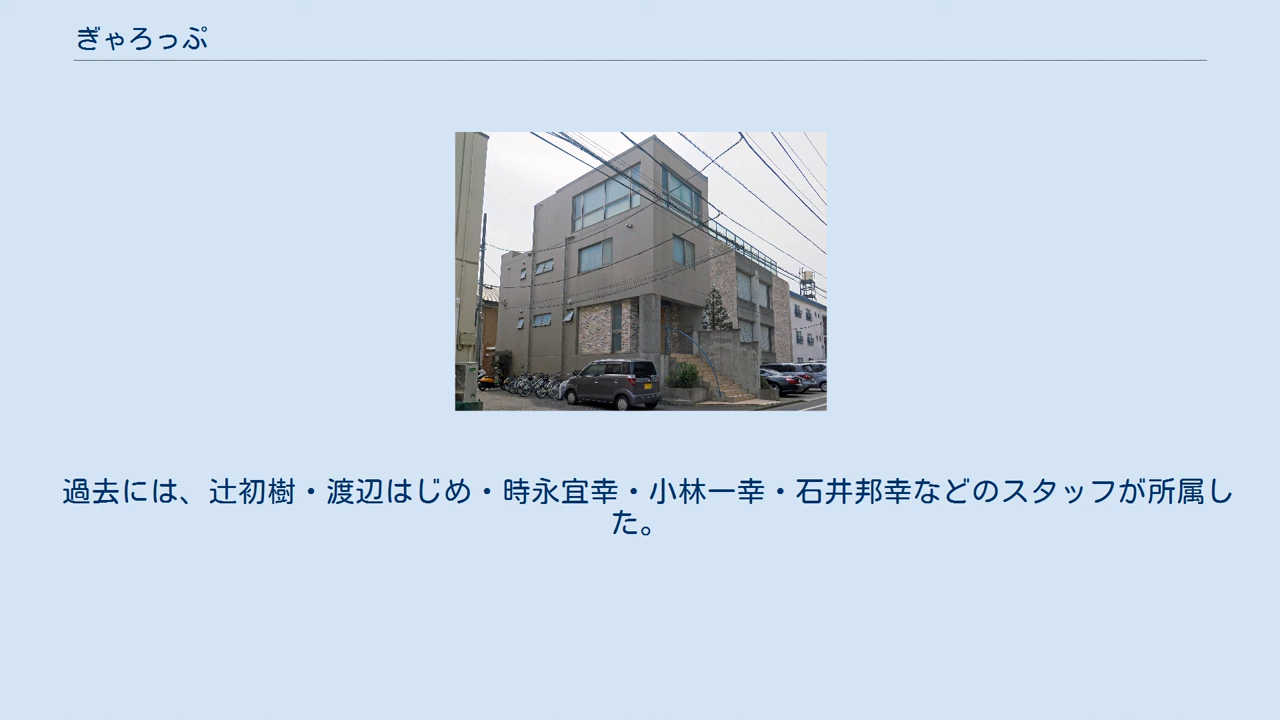 ぎゃろっぷ
過去には、辻初樹・渡辺はじめ・時永宜幸・小林一幸・石井邦幸などのスタッフが所属し
た。